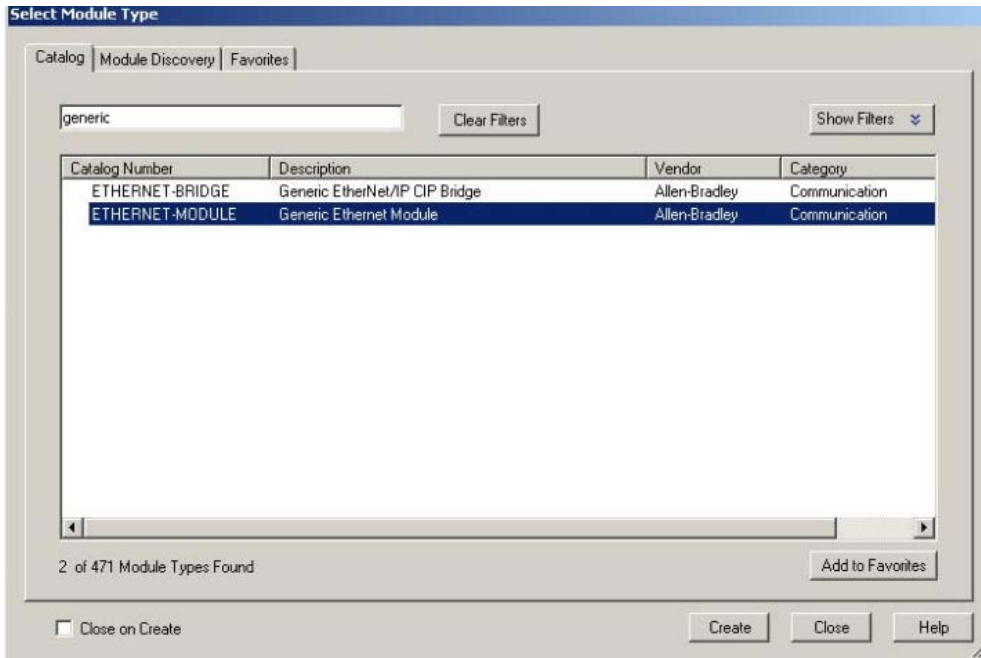 Select Module Type
Catalog Module Discovery Favorites
generic Clear Filters Show Filters
Catalog Number Description Vendor Category
ETHERNET-BRIDGE Generic EtherNet/IP CIP Bridge Allen-Bradley Communication
ETHERNET-MODULE Generic Ethernet Module Allen-Bradley Communication
2 of 471 Module Types Found Add to Favorites
Close on Create Create Close Help